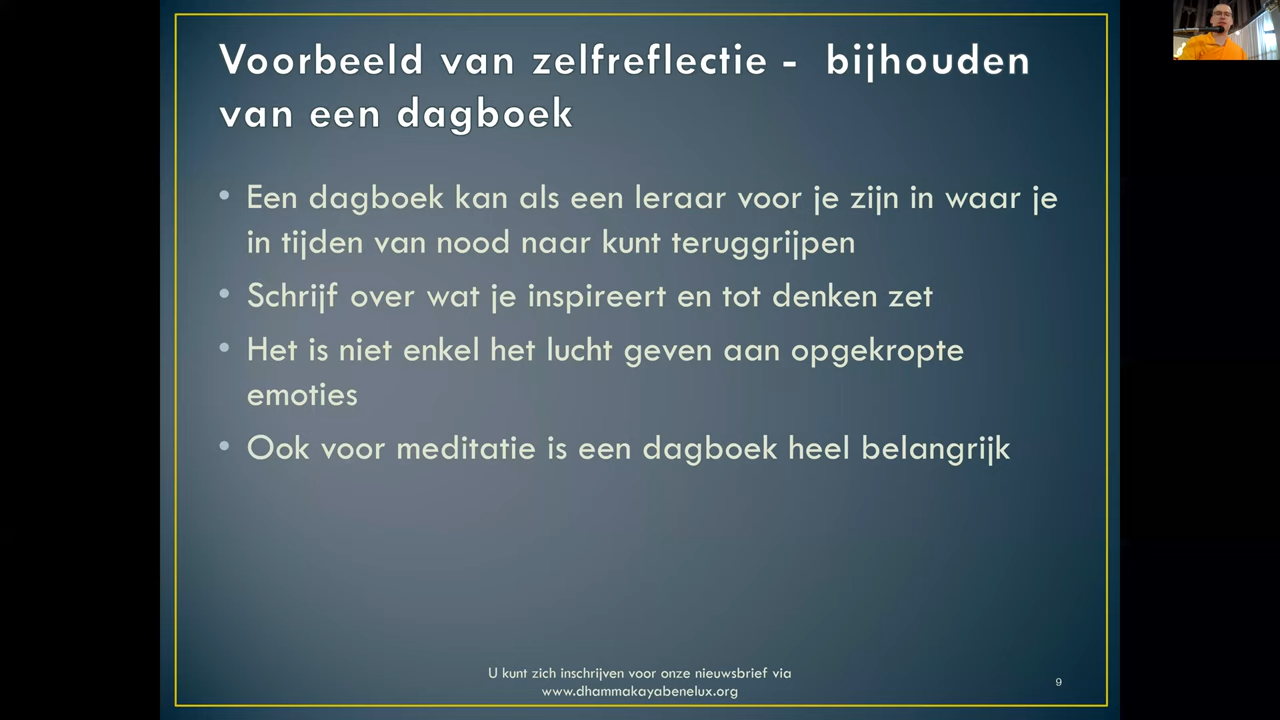 Voorbeeld van zelfreflectie - bijhouden
van een dagboek
• Een dagboek kan als een leraar voor je zijn in waar je
in tijden van nood naar kunt teruggrijpen
• Schrijf over wat je inspireert en tot denken zet
• Het is niet enkel het lucht geven aan opgekropte
emoties
• Ook voor meditatie is een dagboek heel belangrijk
U kunt zich inschrijven voor onze nieuwsbrief via
www.dhammakayabenelux.org
9